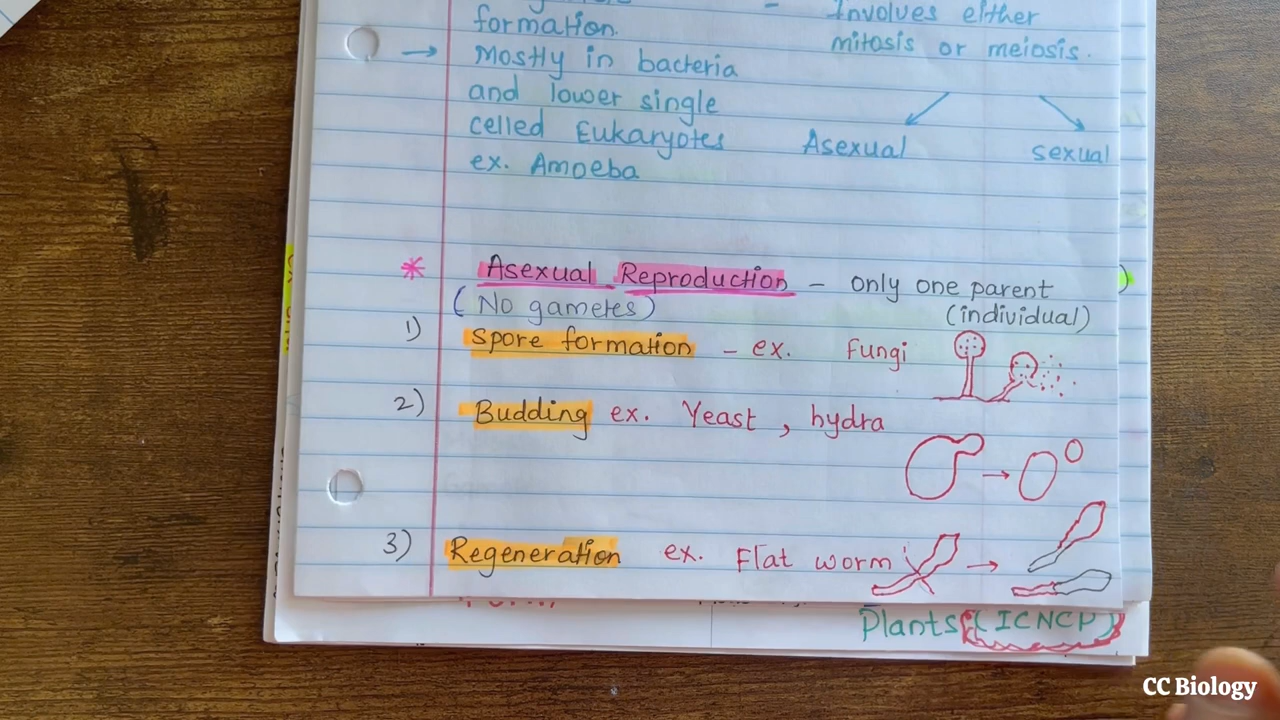 formation.
→ Mostly in bacteria
and lower single
celled Eukaryotes
ex. Amoeba
- Involves either
mitosis or meiosis.
Asexual sexual
* Asexual Reproduction - only one parent
(No gametes) (individual)
1) Spore formation - ex. Fungi
2) Budding ex. Yeast, hydra
3) Regeneration ex. Flat worm
Plants (ICNCP)
CC Biology